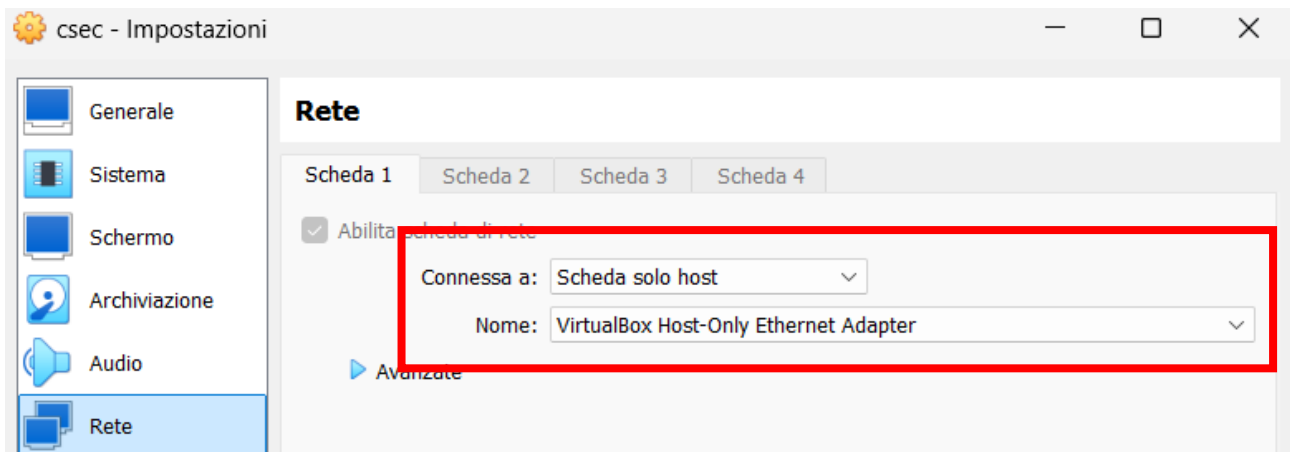 csec - Impostazioni
Generale
Sistema
Schermo
Archiviazione
Audio
Rete
Rete
Scheda 1 Scheda 2 Scheda 3 Scheda 4
Abilita scheda di rete
Connessa a: Scheda solo host
Nome: VirtualBox Host-Only Ethernet Adapter
Avanzate